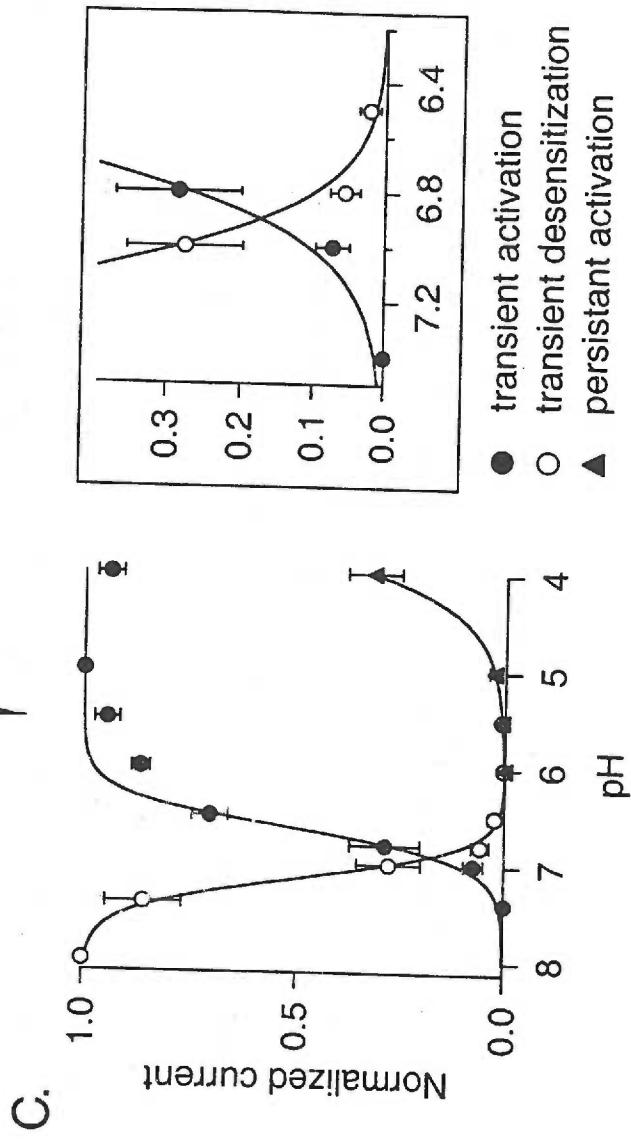 C.
Normalized current
1.0
0.5
0.0
8 7 6 5 4
pH
0.3
0.2
0.1
0.0
7.2 6.8 6.4
transient activation
transient desensitization
persistant activation